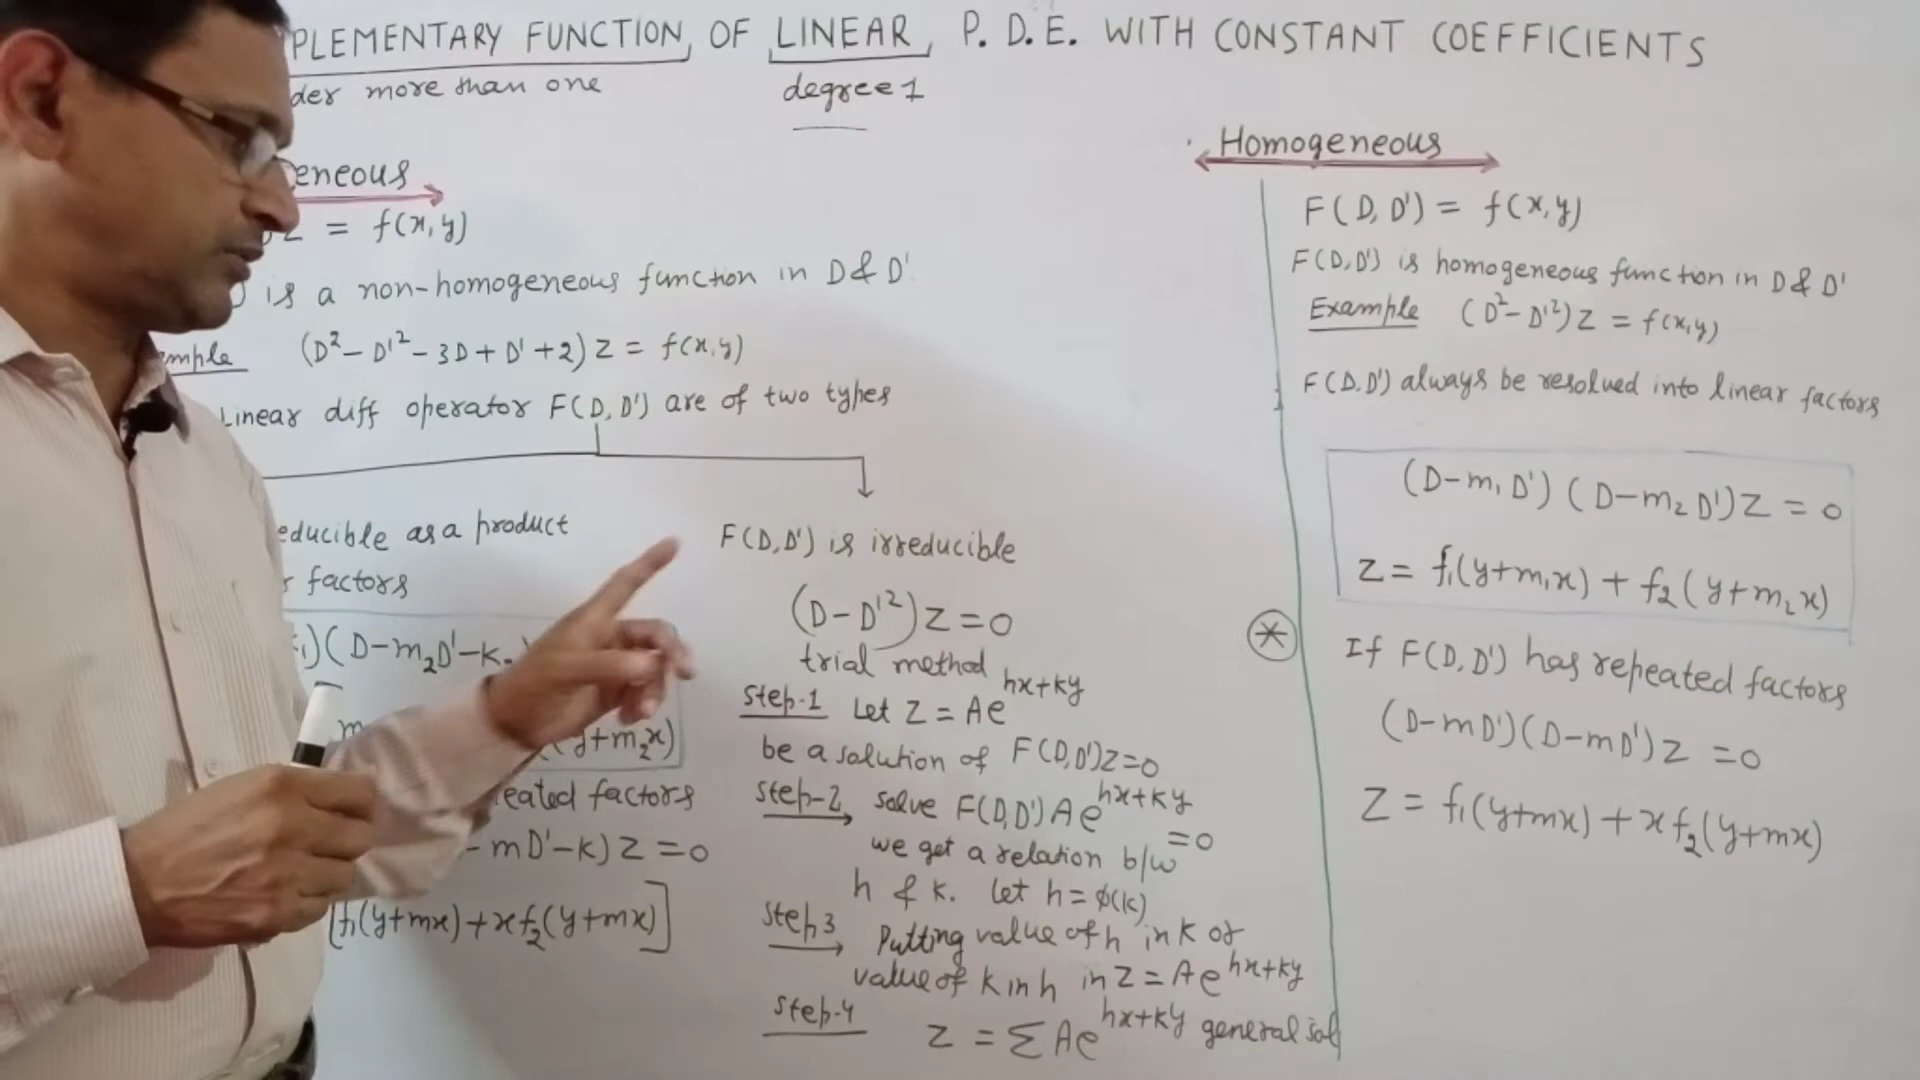 PLEMENTARY FUNCTION, OF LINEAR, P. D. E. WITH CONSTANT COEFFICIENTS
der more than one
degree 1
eneous
Z = f(x,y)
is a non-homogeneous function in D & D'
mple (D²- D'² - 3D + D' + 2) Z = f(x,y)
Linear diff operator F(D, D') are of two types
educible as a product
factors
)(D-m₂D'-k
m
(y+m₂x)
eated factors
- mD'-k) Z = 0
[f₁(y+mx)+xf₂(y+mx)]
F(D,D') is irreducible
(D-D'²)Z=0
trial method
Step-1 Let Z = Ae^{hx+ky}
be a solution of F(D,D')Z=0
Step-2, solve F(D,D') Ae^{hx+ky}
=0
we get a relation b/w
h & k. Let h = φ(k)
Step 3 Putting value of h in k or
value of k in h in Z = Ae^{hx+ky}
Step-4
Z = ΣAe^{hx+ky} general sol
Homogeneous
F(D, D') = f(x,y)
F(D,D') is homogeneous function in D & D'
Example (D²- D'²)Z = f(x,y)
F(D.D') always be resolved into linear factors
(D-m₁D') (D-m₂D')Z = 0
Z = f₁(y+m₁x) + f₂(y+m₂x)
*
If F(D,D') has repeated factors
(D-mD')(D-mD')Z = 0
Z = f₁(y+mx) + xf₂(y+mx)